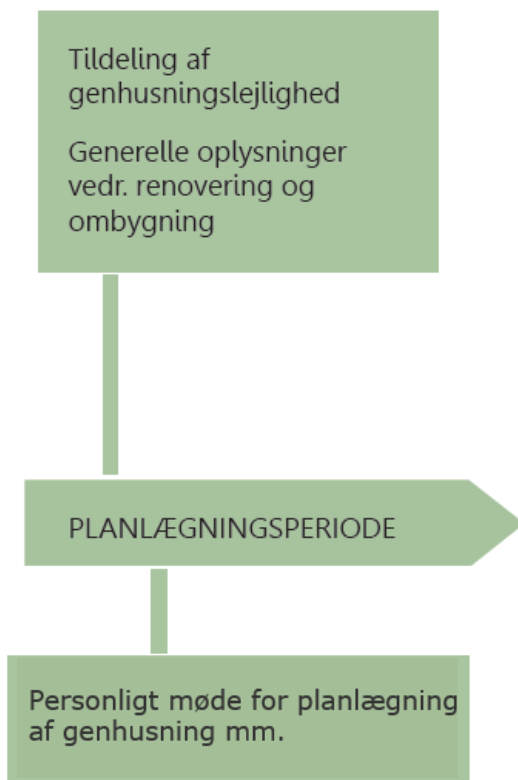 Tildeling af
genhusningslejlighed
Generelle oplysninger
vedr. renovering og
ombygning
PLANLÆGNINGSPERIODE
Personligt møde for planlægning
af genhusning mm.